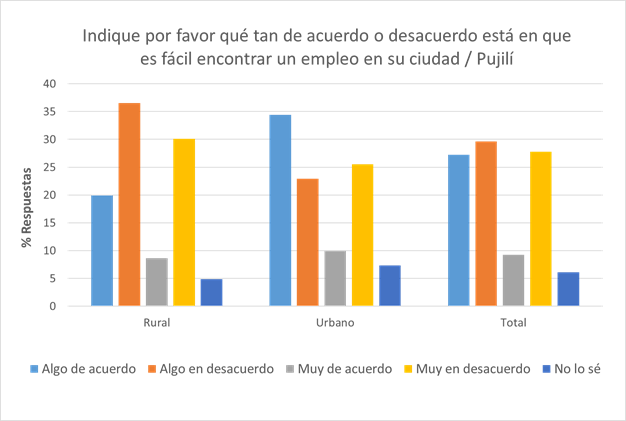 Indique por favor qué tan de acuerdo o desacuerdo está en que
es fácil encontrar un empleo en su ciudad / Pujilí
% Respuestas
40
35
30
25
20
15
10
5
0
Rural
Urbano
Total
Algo de acuerdo
Algo en desacuerdo
Muy de acuerdo
Muy en desacuerdo
No lo sé